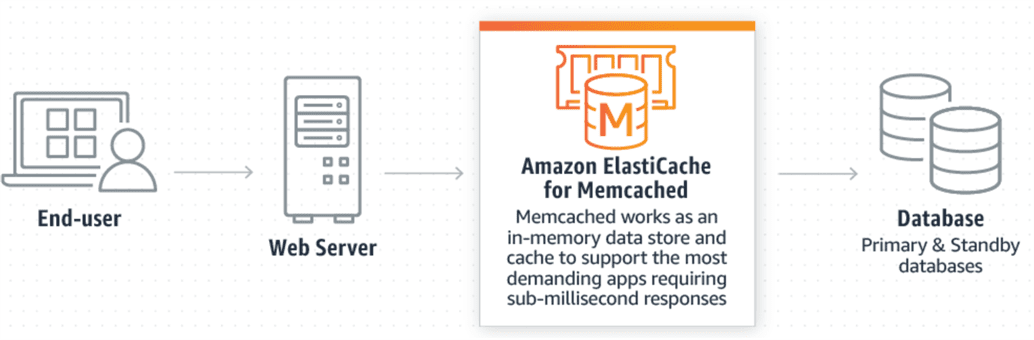 End-user
Web Server
M
Amazon ElastiCache
for Memcached
Memcached works as an
in-memory data store and
cache to support the most
demanding apps requiring
sub-millisecond responses
Database
Primary & Standby
databases